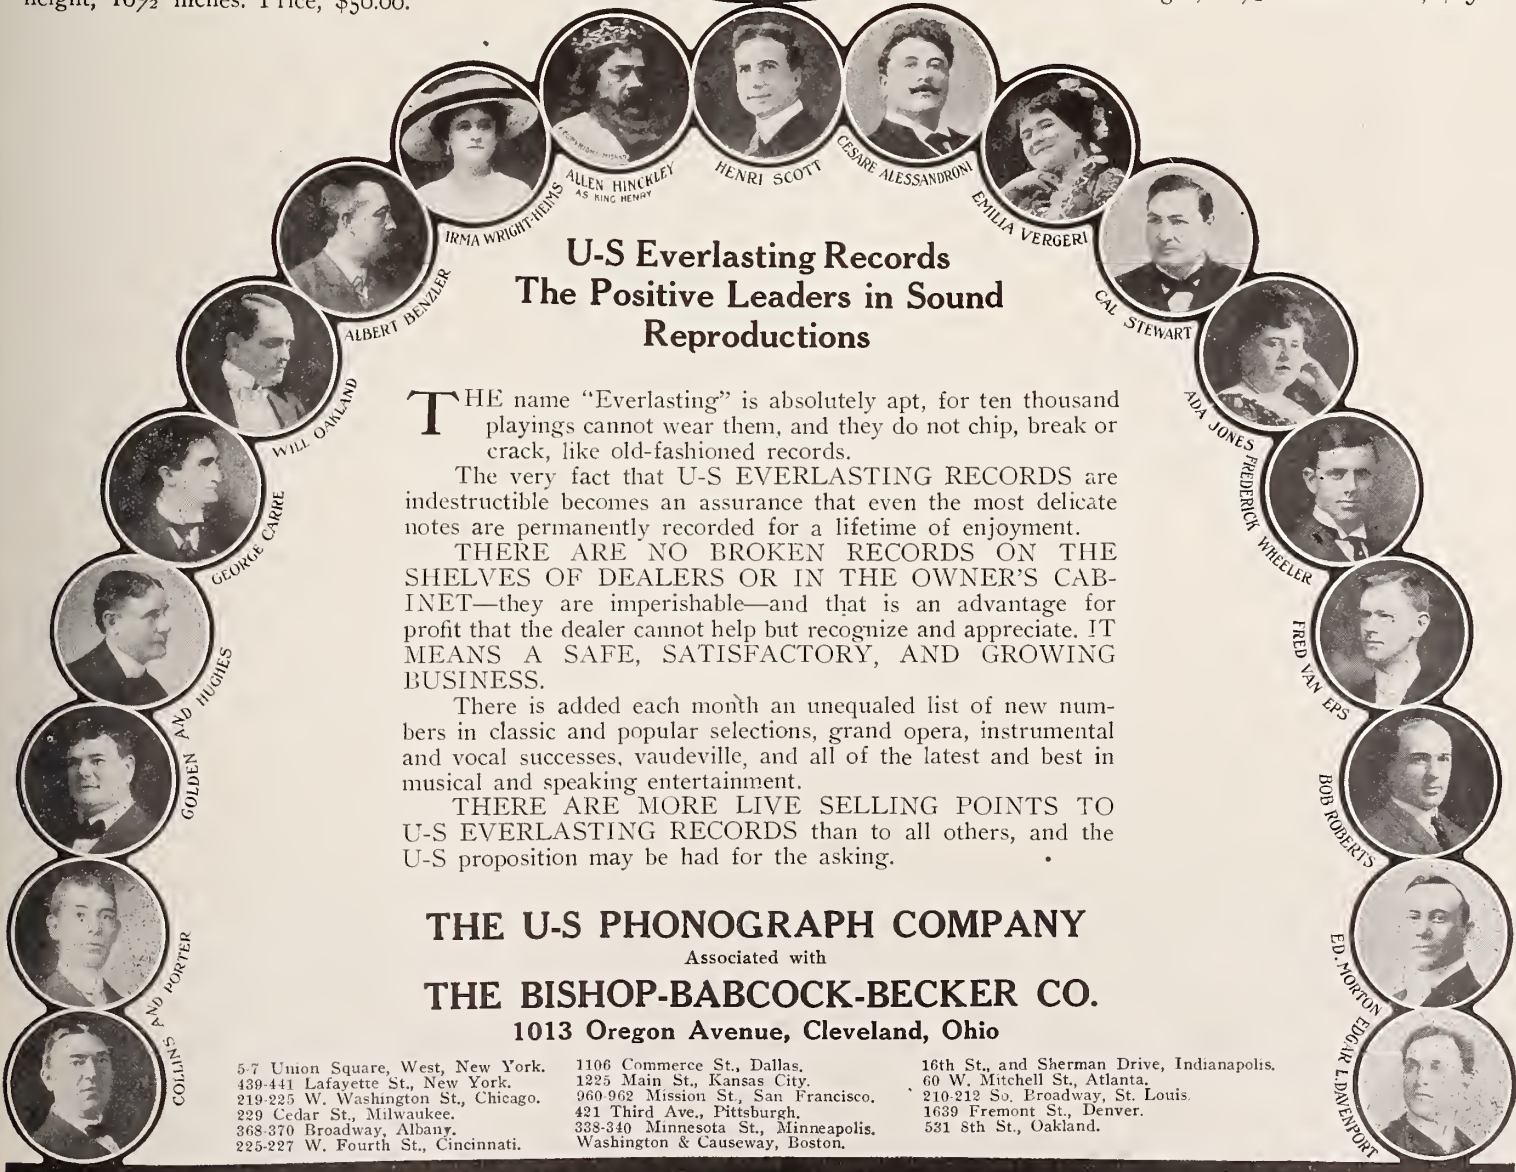 height, 16½ inches. Price, $50.00.
ALLEN HINCKLEY
AS KING HENRY
HENRI SCOTT
CESARE ALESSANDRONI
IRMA WRIGHT-HEIMS
EMILIA VERGERI
ALBERT BENZLER
CAL STEWART
WILL OAKLAND
ADA JONES
GEORGE CARRE
FREDERICK WHEELER
GOLDEN AND HUGHES
FRED VAN EPS
BOB ROBERTS
COLLINS AND PORTER
ED. MORTON
EDGAR L. DAVENPORT
U-S Everlasting Records
The Positive Leaders in Sound
Reproductions
THE name “Everlasting” is absolutely apt, for ten thousand
playings cannot wear them, and they do not chip, break or
crack, like old-fashioned records.
The very fact that U-S EVERLASTING RECORDS are
indestructible becomes an assurance that even the most delicate
notes are permanently recorded for a lifetime of enjoyment.
THERE ARE NO BROKEN RECORDS ON THE
SHELVES OF DEALERS OR IN THE OWNER’S CAB-
INET—they are imperishable—and that is an advantage for
profit that the dealer cannot help but recognize and appreciate. IT
MEANS A SAFE, SATISFACTORY, AND GROWING
BUSINESS.
There is added each month an unequaled list of new num-
bers in classic and popular selections, grand opera, instrumental
and vocal successes, vaudeville, and all of the latest and best in
musical and speaking entertainment.
THERE ARE MORE LIVE SELLING POINTS TO
U-S EVERLASTING RECORDS than to all others, and the
U-S proposition may be had for the asking.
THE U-S PHONOGRAPH COMPANY
Associated with
THE BISHOP-BABCOCK-BECKER CO.
1013 Oregon Avenue, Cleveland, Ohio
5-7 Union Square, West, New York.
439-441 Lafayette St., New York.
219-225 W. Washington St., Chicago.
229 Cedar St., Milwaukee.
368-370 Broadway, Albany.
225-227 W. Fourth St., Cincinnati.
1106 Commerce St., Dallas.
1225 Main St., Kansas City.
960-962 Mission St., San Francisco.
421 Third Ave., Pittsburgh.
338-340 Minnesota St., Minneapolis.
Washington & Causeway, Boston.
16th St., and Sherman Drive, Indianapolis.
60 W. Mitchell St., Atlanta.
210-212 So. Broadway, St. Louis.
1639 Fremont St., Denver.
531 8th St., Oakland.